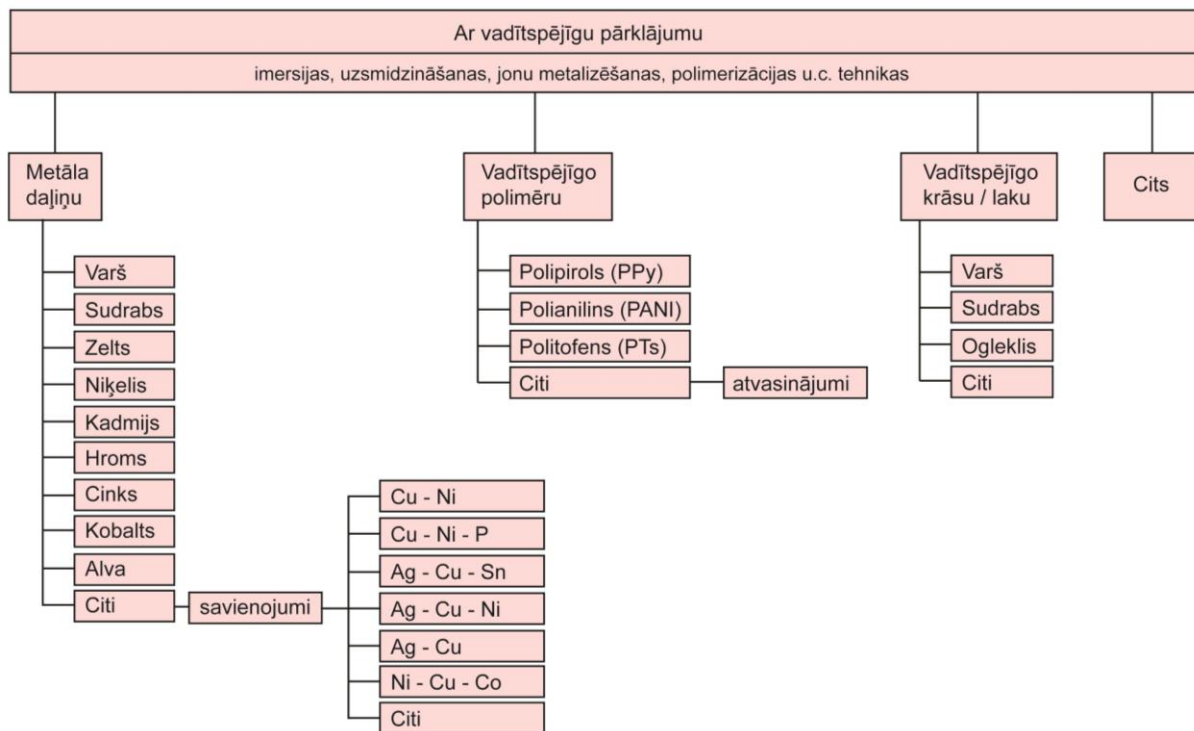 Ar vadītspējīgu pārklājumu
imersijas, uzsmidzināšanas, jonu metalizēšanas, polimerizācijas u.c. tehnikas
Metāla
daļiņu
Varš
Sudrabs
Zelts
Niķelis
Kadmijs
Hroms
Cinks
Kobalts
Alva
Citi
savienojumi
Cu - Ni
Cu - Ni - P
Ag - Cu - Sn
Ag - Cu - Ni
Ag - Cu
Ni - Cu - Co
Citi
Vadītspējīgo
polimēru
Polipirols (PPy)
Polianilins (PANI)
Politofens (PTs)
Citi
atvasinājumi
Vadītspējīgo
krāsu / laku
Varš
Sudrabs
Ogleklis
Citi
Cits